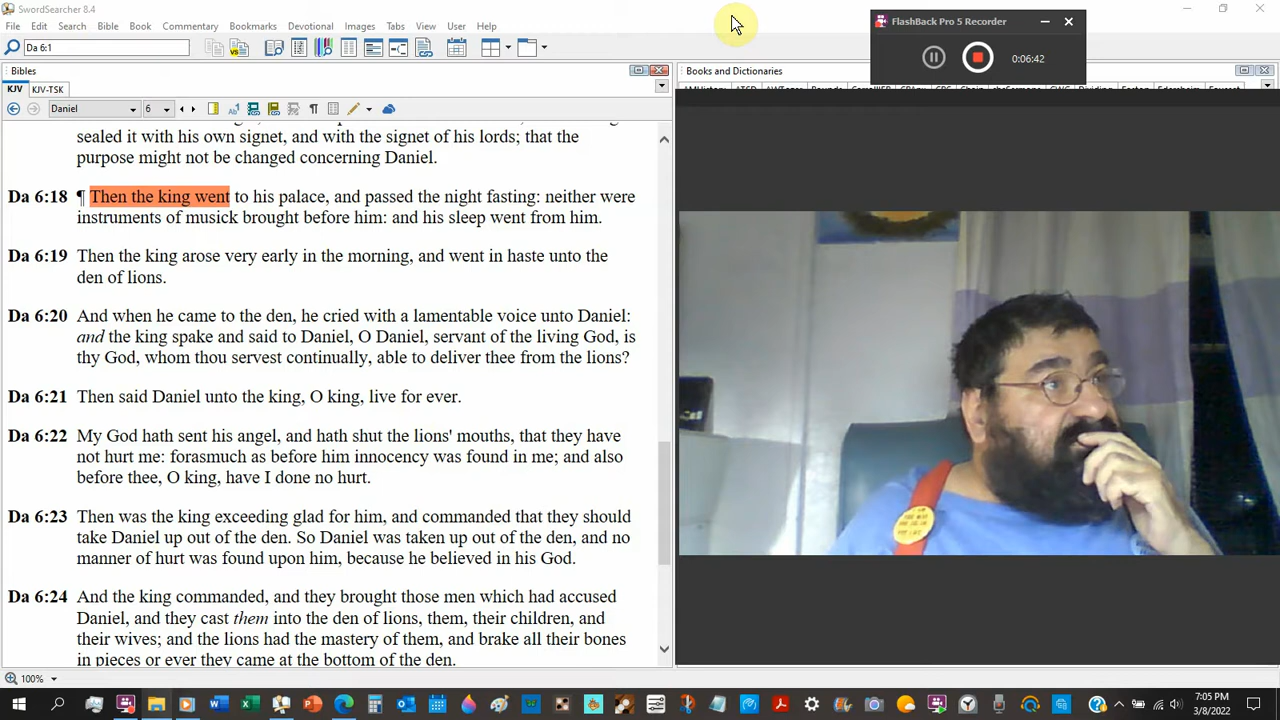 SwordSearcher 8.4
File Edit Search Bible Book Commentary Bookmarks Devotional Images Tabs View User Help
Da 6:1
VS
FlashBack Pro 5 Recorder
0:06:42
Bibles
Books and Dictionaries
KJV KJV-TSK
Daniel 6
sealed it with his own signet, and with the signet of his lords; that the
purpose might not be changed concerning Daniel.
Da 6:18 ¶ Then the king went to his palace, and passed the night fasting: neither were
instruments of musick brought before him: and his sleep went from him.
Da 6:19 Then the king arose very early in the morning, and went in haste unto the
den of lions.
Da 6:20 And when he came to the den, he cried with a lamentable voice unto Daniel:
and the king spake and said to Daniel, O Daniel, servant of the living God, is
thy God, whom thou servest continually, able to deliver thee from the lions?
Da 6:21 Then said Daniel unto the king, O king, live for ever.
Da 6:22 My God hath sent his angel, and hath shut the lions' mouths, that they have
not hurt me: forasmuch as before him innocency was found in me; and also
before thee, O king, have I done no hurt.
Da 6:23 Then was the king exceeding glad for him, and commanded that they should
take Daniel up out of the den. So Daniel was taken up out of the den, and no
manner of hurt was found upon him, because he believed in his God.
Da 6:24 And the king commanded, and they brought those men which had accused
Daniel, and they cast them into the den of lions, them, their children, and
their wives; and the lions had the mastery of them, and brake all their bones
in pieces or ever they came at the bottom of the den.
100%
7:05 PM
3/8/2022